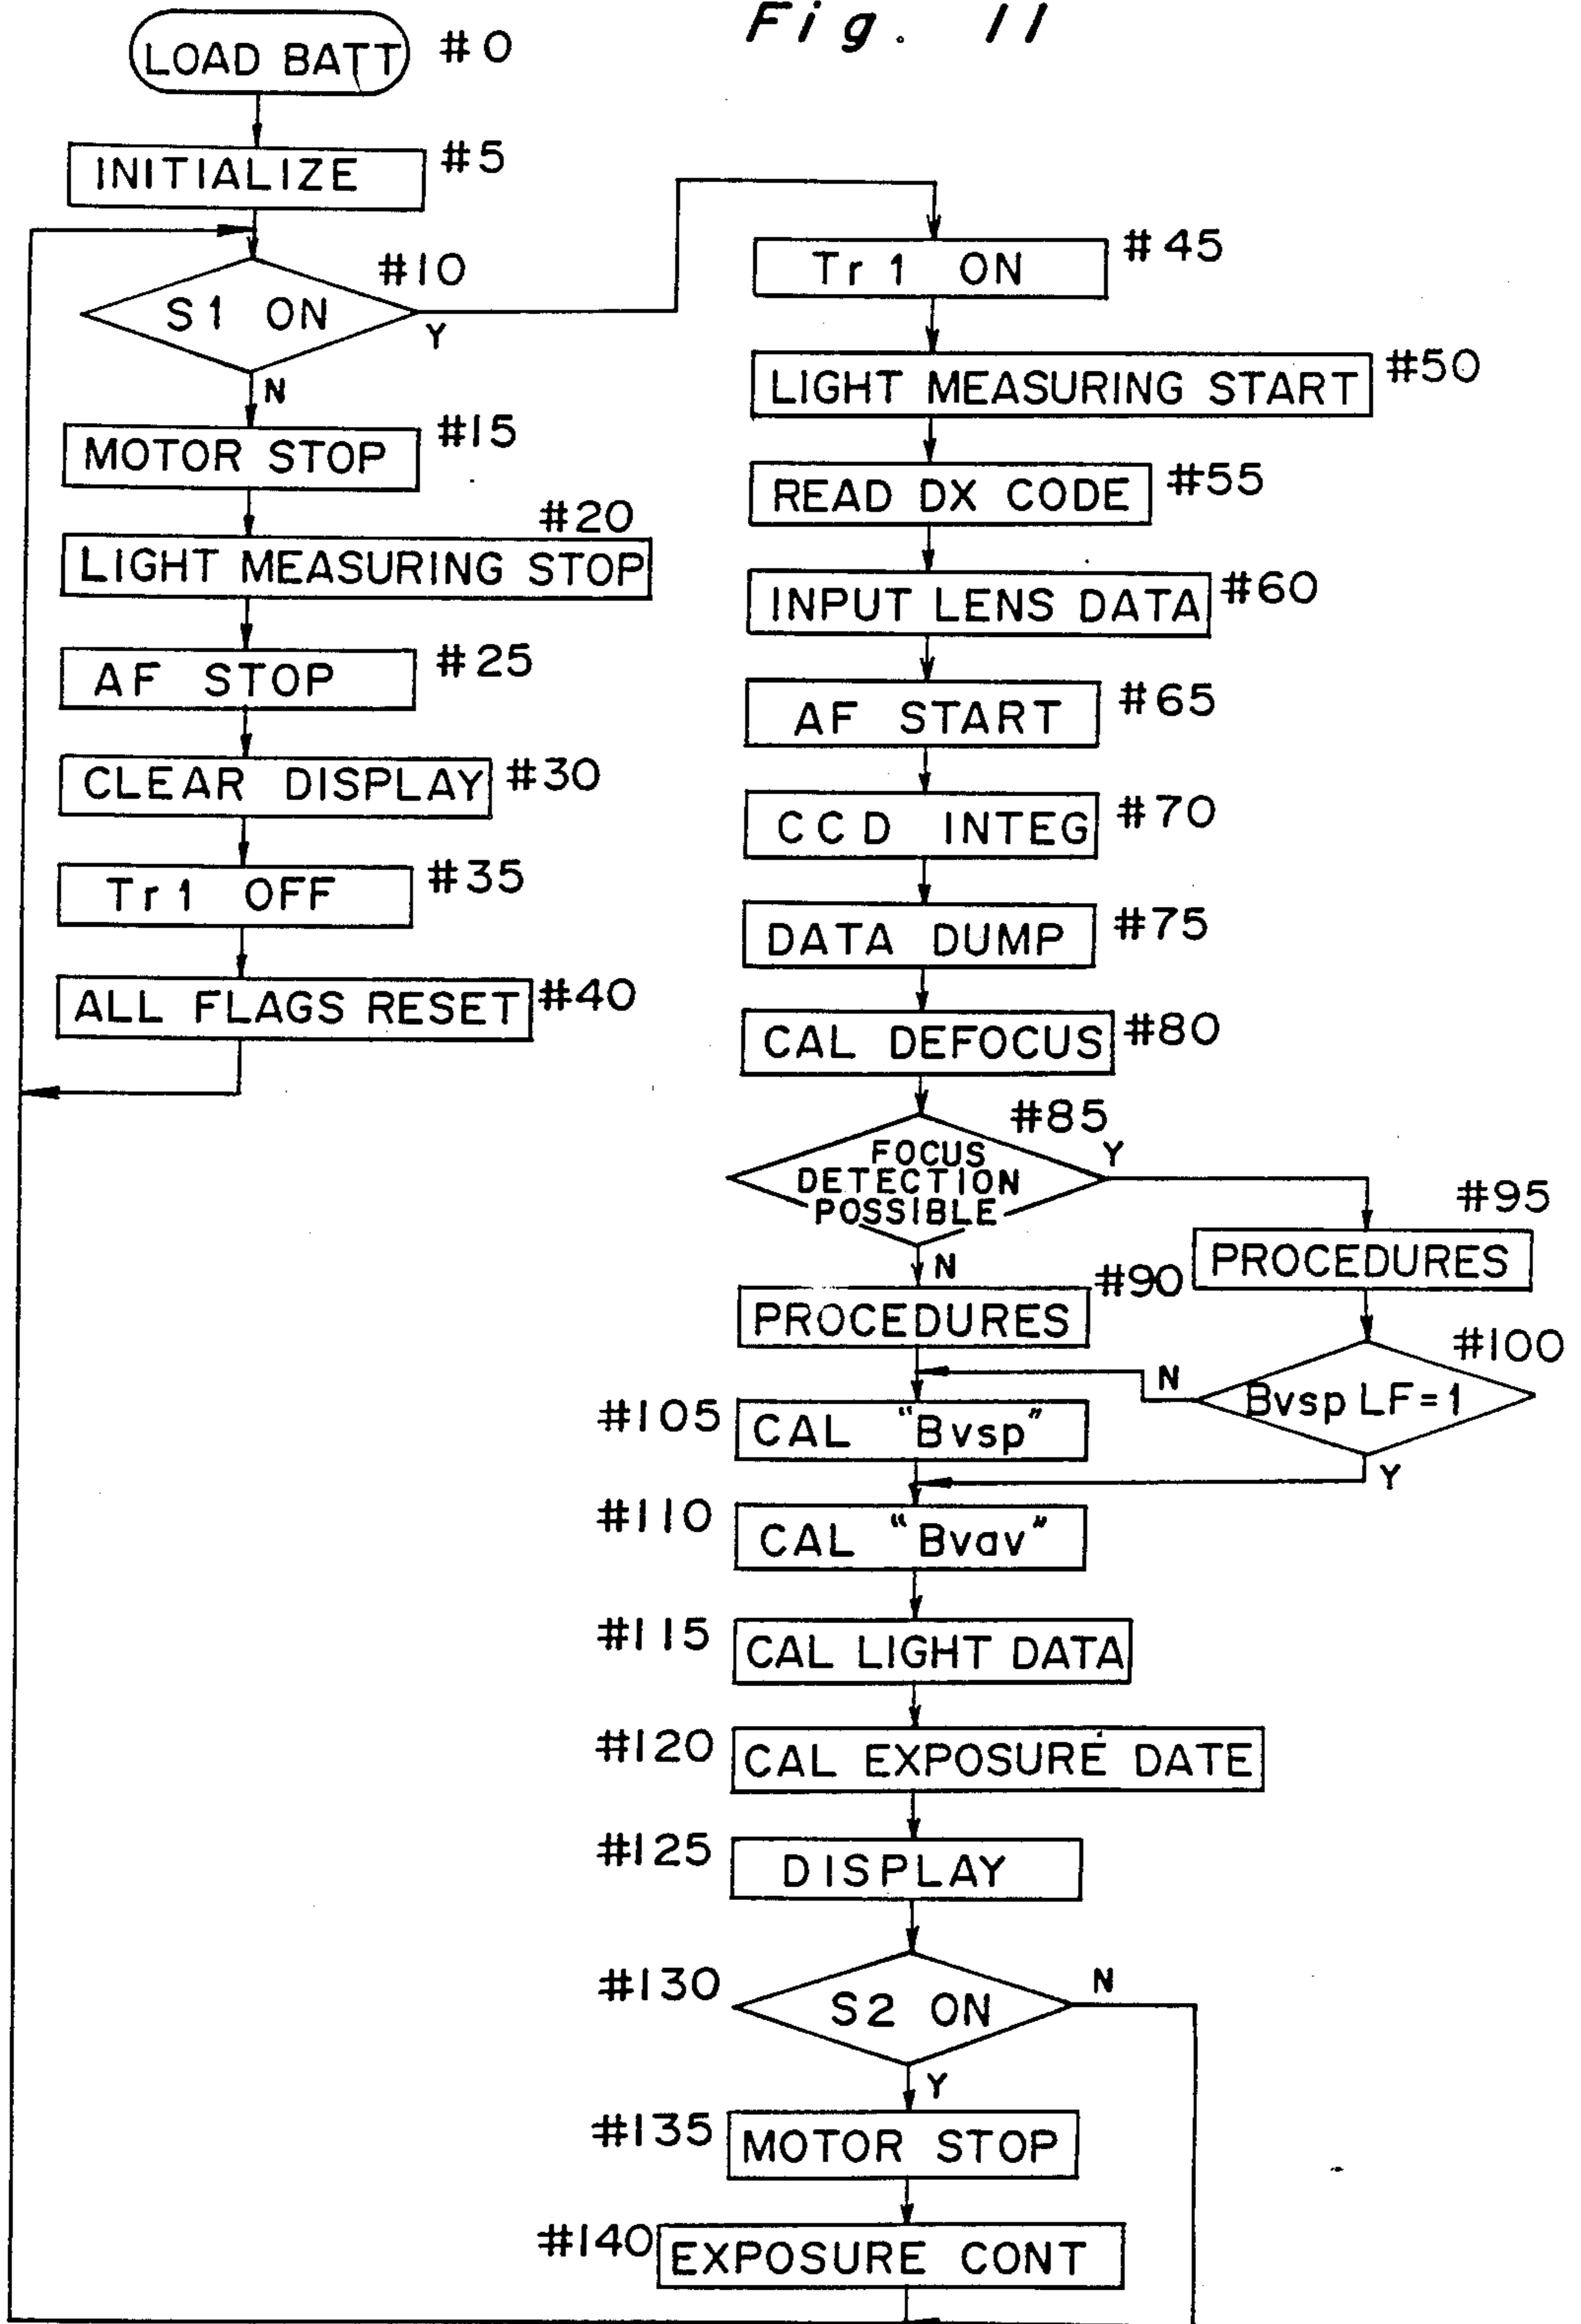 Fig. 11
LOAD BATT #0
INITIALIZE #5
S1 ON #10
Y
N
MOTOR STOP #15
LIGHT MEASURING STOP #20
AF STOP #25
CLEAR DISPLAY #30
Tr1 OFF #35
ALL FLAGS RESET #40
Tr1 ON #45
LIGHT MEASURING START #50
READ DX CODE #55
INPUT LENS DATA #60
AF START #65
CCD INTEG #70
DATA DUMP #75
CAL DEFOCUS #80
#85
FOCUS
DETECTION
POSSIBLE
Y
N
PROCEDURES #90
#95
PROCEDURES
#100
Bvsp LF=1
N
Y
#105 CAL "Bvsp"
#110 CAL "Bvav"
#115 CAL LIGHT DATA
#120 CAL EXPOSURE DATE
#125 DISPLAY
#130 S2 ON
N
Y
#135 MOTOR STOP
#140 EXPOSURE CONT